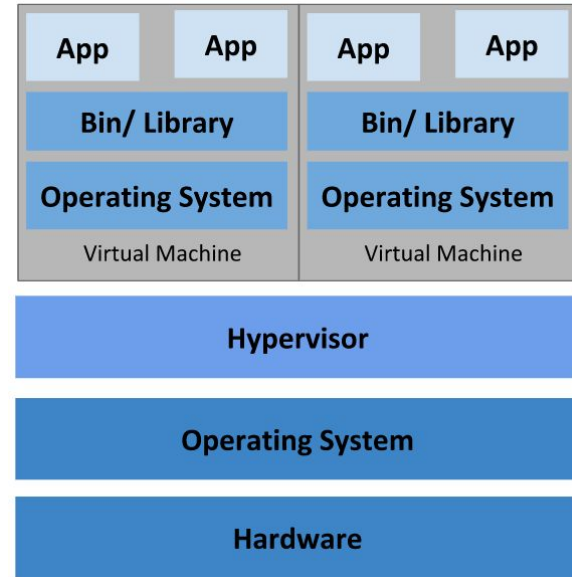 App App App App
Bin/ Library Bin/ Library
Operating System Operating System
Virtual Machine Virtual Machine
Hypervisor
Operating System
Hardware